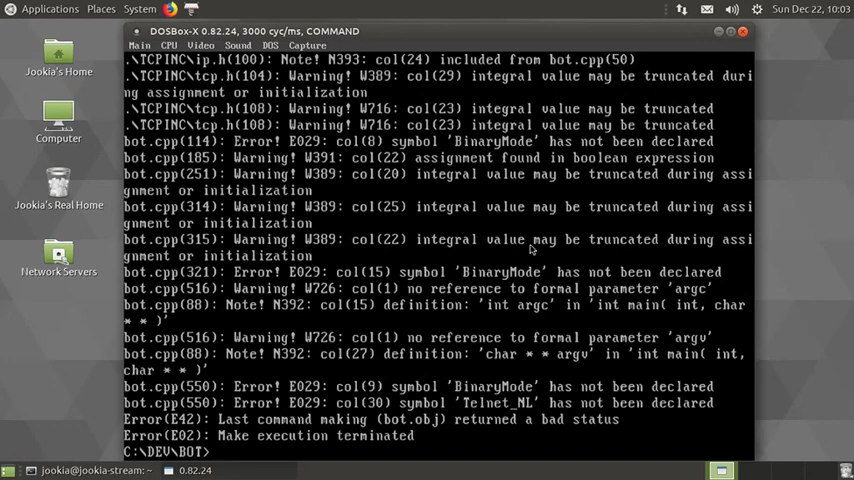 Applications Places System Sun Dec 22, 10:03
DOSBox-X 0.82.24, 3000 cyc/ms, COMMAND
Main CPU Video Sound DOS Capture
.\TCPINC\ip.h(100): Note! N393: col(24) included from bot.cpp(50)
.\TCPINC\tcp.h(104): Warning! W389: col(29) integral value may be truncated duri
ng assignment or initialization
.\TCPINC\tcp.h(108): Warning! W716: col(23) integral value may be truncated
.\TCPINC\tcp.h(108): Warning! W716: col(23) integral value may be truncated
bot.cpp(114): Error! E029: col(8) symbol 'BinaryMode' has not been declared
bot.cpp(185): Warning! W391: col(22) assignment found in boolean expression
bot.cpp(251): Warning! W389: col(20) integral value may be truncated during assi
gnment or initialization
bot.cpp(314): Warning! W389: col(25) integral value may be truncated during assi
gnment or initialization
bot.cpp(315): Warning! W389: col(22) integral value may be truncated during assi
gnment or initialization
bot.cpp(321): Error! E029: col(15) symbol 'BinaryMode' has not been declared
bot.cpp(516): Warning! W726: col(1) no reference to formal parameter 'argc'
bot.cpp(88): Note! N392: col(15) definition: 'int argc' in 'int main( int, char
* * )'
bot.cpp(516): Warning! W726: col(1) no reference to formal parameter 'argv'
bot.cpp(88): Note! N392: col(27) definition: 'char * * argv' in 'int main( int,
char * * )'
bot.cpp(550): Error! E029: col(9) symbol 'BinaryMode' has not been declared
bot.cpp(550): Error! E029: col(30) symbol 'Telnet_NL' has not been declared
Error(E42): Last command making (bot.obj) returned a bad status
Error(E02): Make execution terminated
C:\DEV\BOT>
Jookia's Home
Computer
Jookia's Real Home
Network Servers
jookia@jookia-stream: ~ 0.82.24